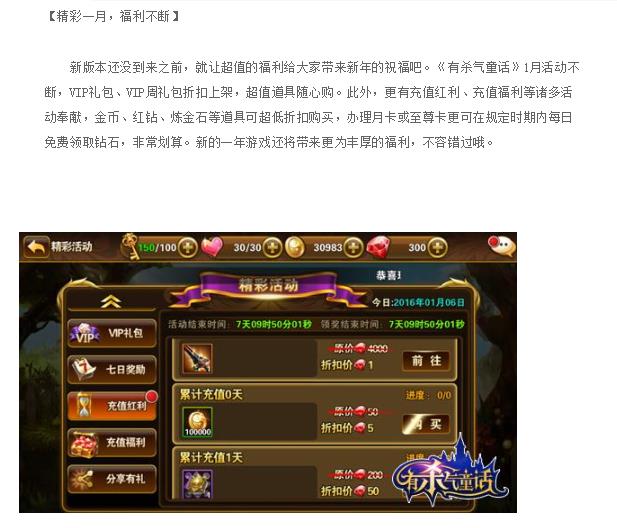 【精彩一月，福利不断】
新版本还没到来之前，就让超值的福利给大家带来新年的祝福吧。《有杀气童话》1月活动不
断，VIP礼包、VIP周礼包折扣上架，超值道具随心购。此外，更有充值红利、充值福利等诸多活
动奉献，金币、红钻、炼金石等道具可超低折扣购买，办理月卡或至尊卡更可在规定时期内每日
免费领取钻石，非常划算。新的一年游戏还将带来更为丰厚的福利，不容错过哦。
精彩活动 150/100 30/30 30983 300
恭喜
精彩活动
今日:2016年01月06日
活动结束时间：7天09时50分01秒 领奖结束时间：7天09时50分01秒
VIP VIP礼包
七日奖励
充值红利
充值福利
分享有礼
原价 4000
折扣价 1
前往
累计充值0天 进度：0/0
100000
原价 50
折扣价 5
买
累计充值1天 进度
原价 200
折扣价 50
有杀气童话